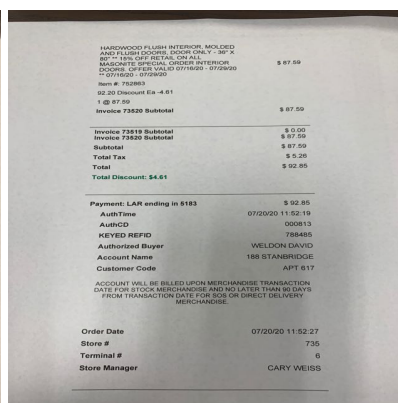 HARDWOOD FLUSH INTERIOR, MOLDED
AND FLUSH DOORS, DOOR ONLY - 36" X
80" ** 15% OFF RETAIL ON ALL
MASONITE SPECIAL ORDER INTERIOR $ 87.59
DOORS. OFFER VALID 07/16/20 - 07/29/20
** 07/16/20 - 07/29/20
Item #: 752863
92.20 Discount Ea -4.61
1 @ 87.59
Invoice 73520 Subtotal $ 87.59
Invoice 73519 Subtotal $ 0.00
Invoice 73520 Subtotal $ 87.59
Subtotal $ 87.59
Total Tax $ 5.26
Total $ 92.85
Total Discount: $4.61
Payment: LAR ending in 5183 $ 92.85
AuthTime 07/20/20 11:52:19
AuthCD 000813
KEYED REFID 788485
Authorized Buyer WELDON DAVID
Account Name 188 STANBRIDGE
Customer Code APT 617
ACCOUNT WILL BE BILLED UPON MERCHANDISE TRANSACTION
DATE FOR STOCK MERCHANDISE AND NO LATER THAN 90 DAYS
FROM TRANSACTION DATE FOR SOS OR DIRECT DELIVERY
MERCHANDISE.
Order Date 07/20/20 11:52:27
Store # 735
Terminal # 6
Store Manager CARY WEISS